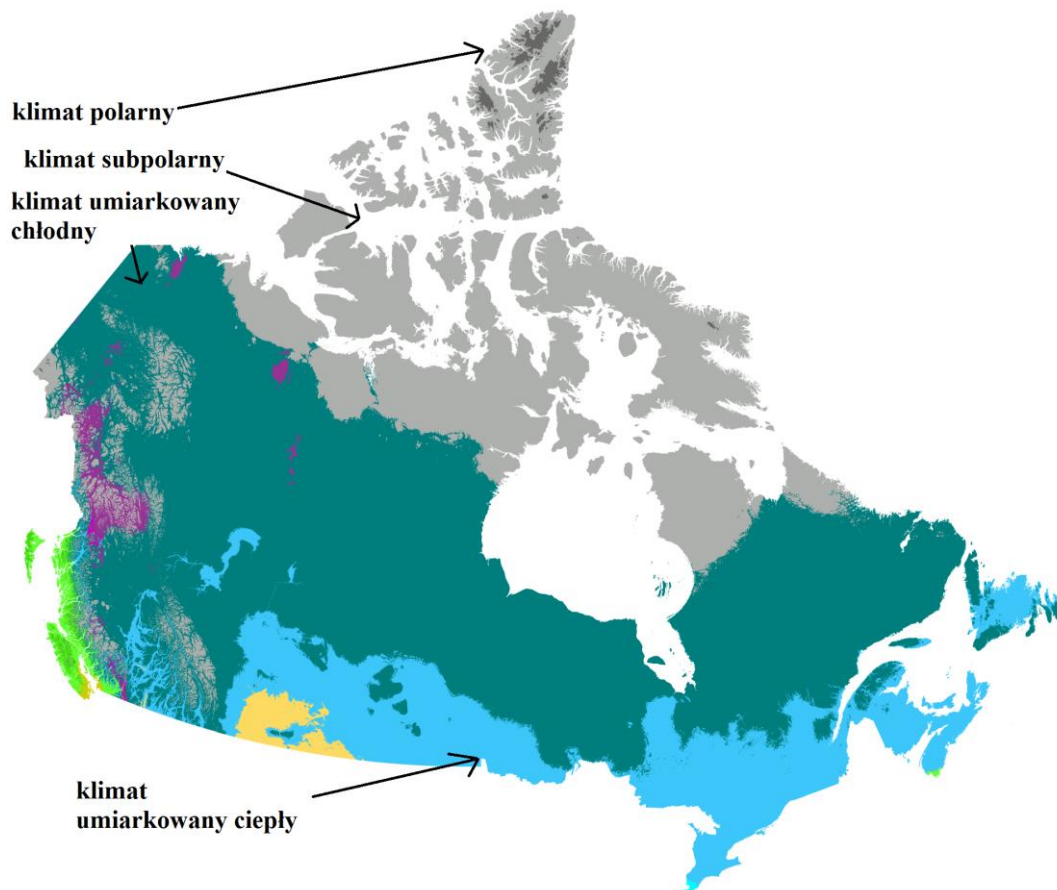 klimat polarny
klimat subpolarny
klimat umiarkowany
chłodny
klimat
umiarkowany ciepły